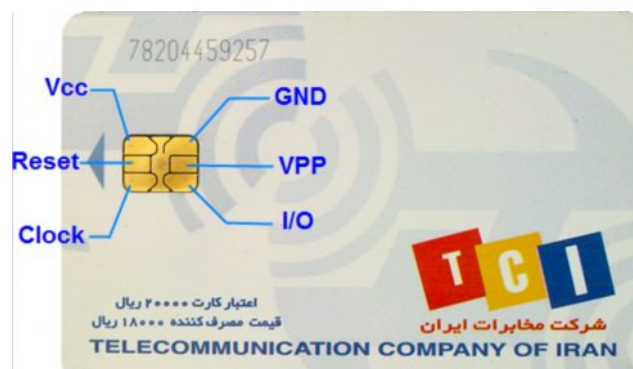 78204459257
Vcc
GND
Reset
VPP
Clock
I/O
TCI
اعتبار کارت ۲۰۰۰۰ ریال
قیمت مصرف کننده ۱۸۰۰۰ ریال
شرکت مخابرات ایران
TELECOMMUNICATION COMPANY OF IRAN